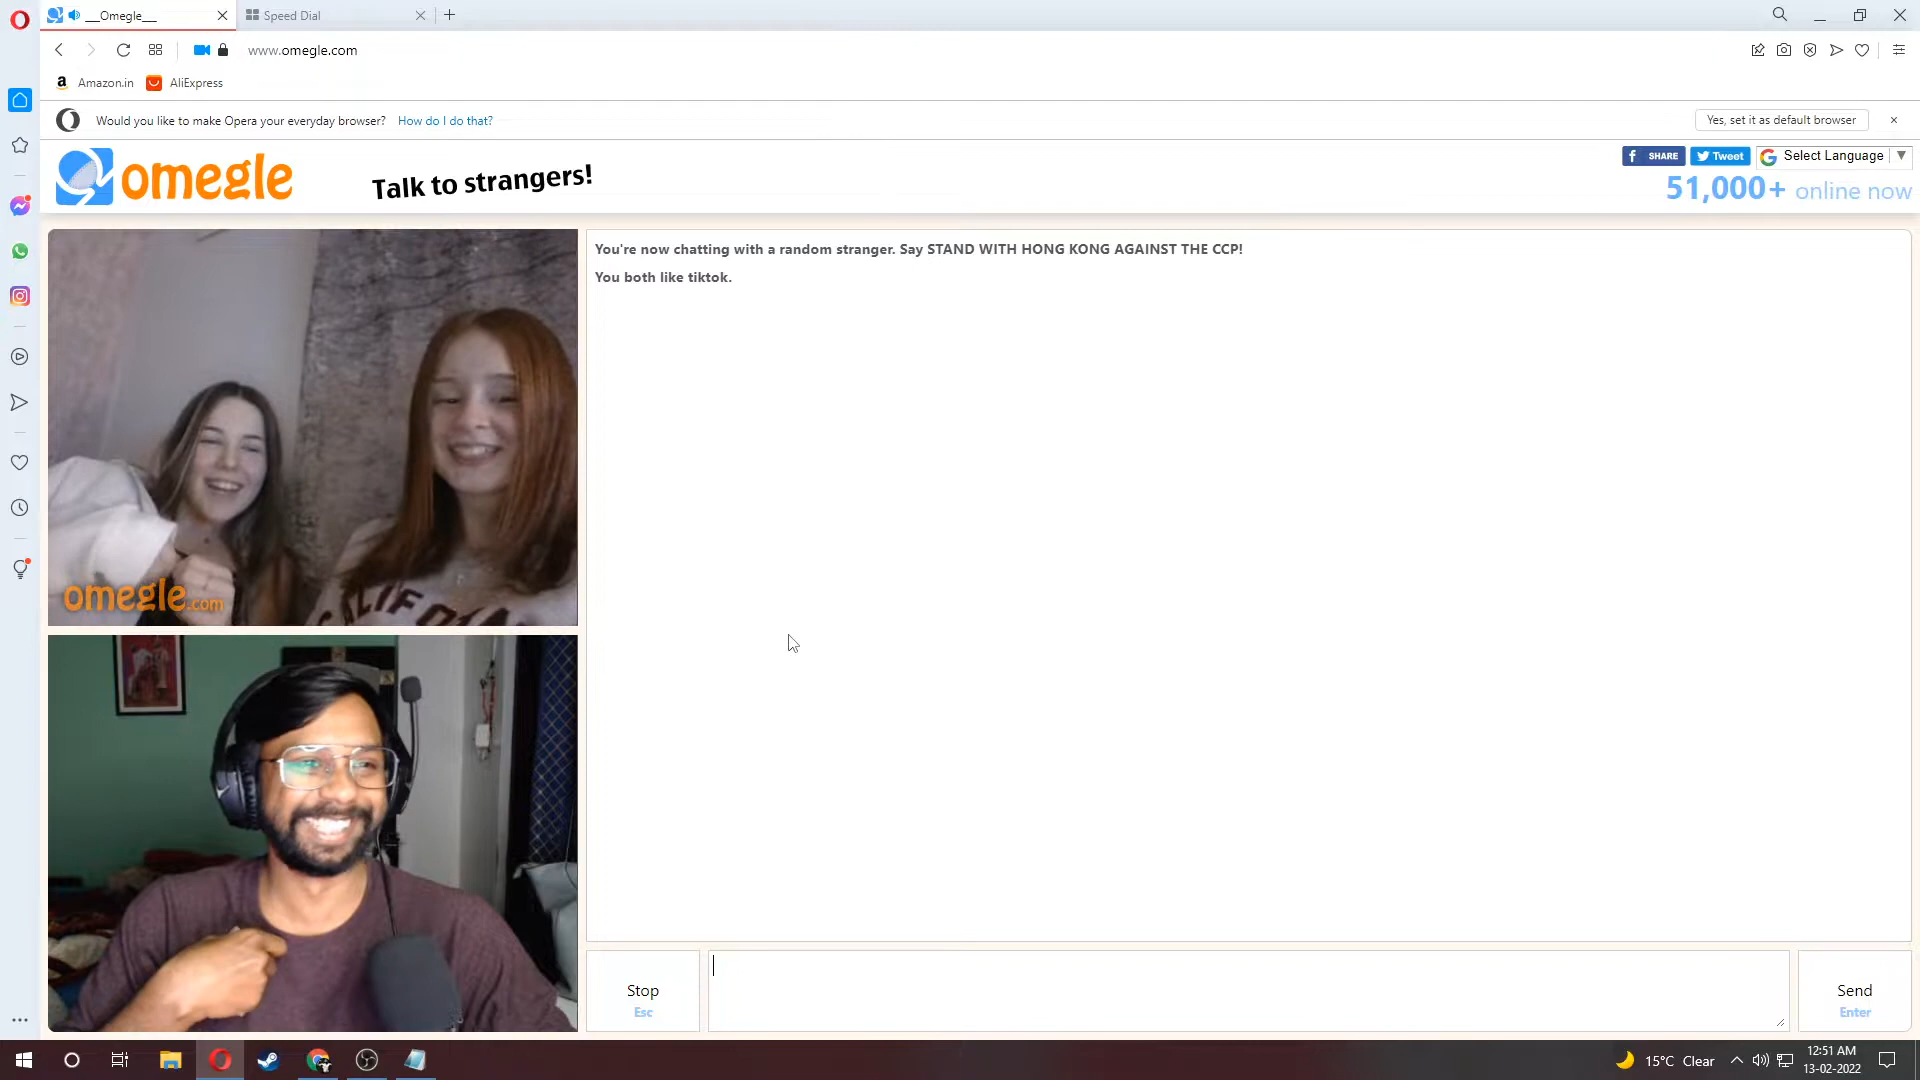 ___Omegle___
Speed Dial
www.omegle.com
Amazon.in
AliExpress
Would you like to make Opera your everyday browser? How do I do that?
Yes, set it as default browser
omegle
Talk to strangers!
SHARE
Tweet
Select Language
51,000+ online now
You're now chatting with a random stranger. Say STAND WITH HONG KONG AGAINST THE CCP!
You both like tiktok.
omegle.com
Stop
Esc
Send
Enter
15°C Clear
12:51 AM
13-02-2022